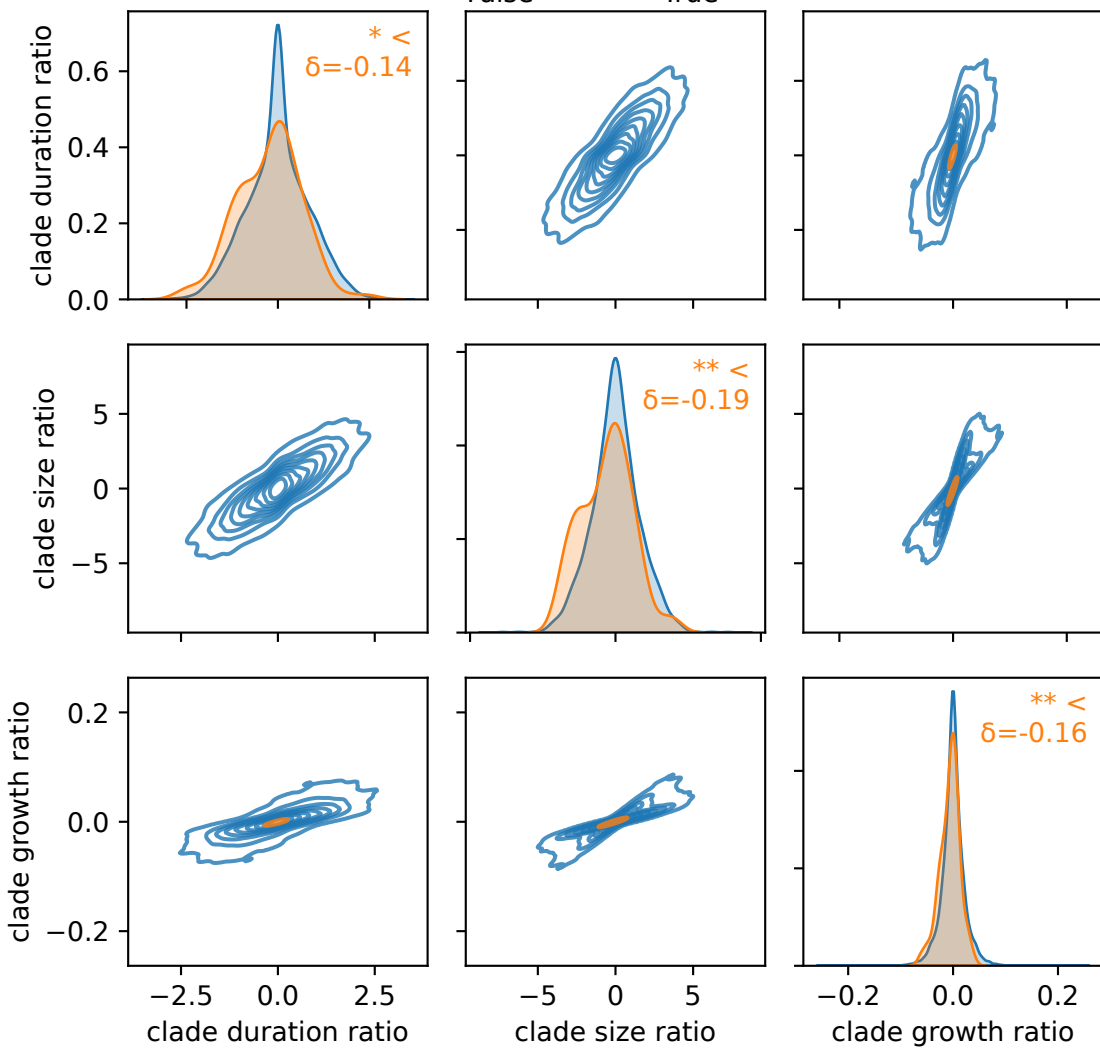 * <
δ=-0.14
clade duration ratio
0.6
0.4
0.2
0.0
** <
δ=-0.19
clade size ratio
5
0
−5
** <
δ=-0.16
clade growth ratio
0.2
0.0
−0.2
−2.5 0.0 2.5
−5 0 5
−0.2 0.0 0.2
clade duration ratio
clade size ratio
clade growth ratio